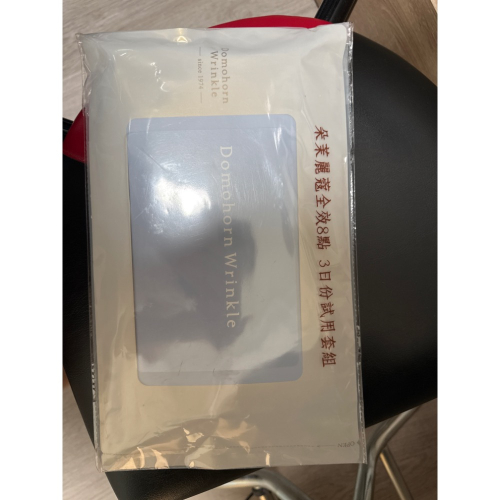 Domohorn
Wrinkle
since 1974
Domohorn Wrinkle
朵茉麗蔻全效8點 3日份試用套組